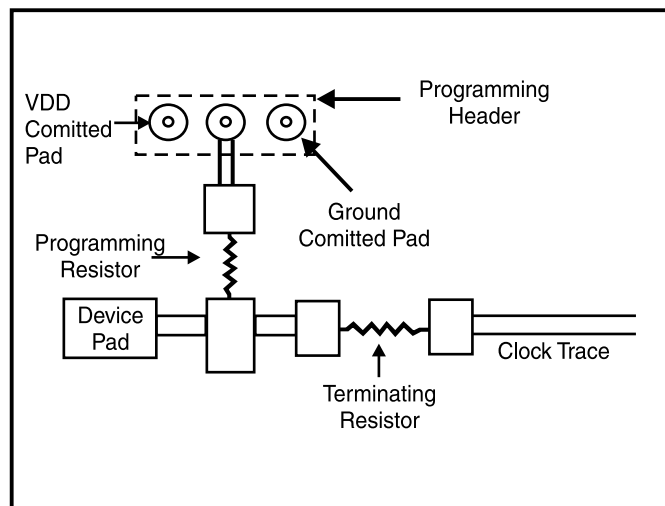 VDD
Comitted
Pad
Programming
Header
Ground
Comitted Pad
Programming
Resistor
Device
Pad
Clock Trace
Terminating
Resistor